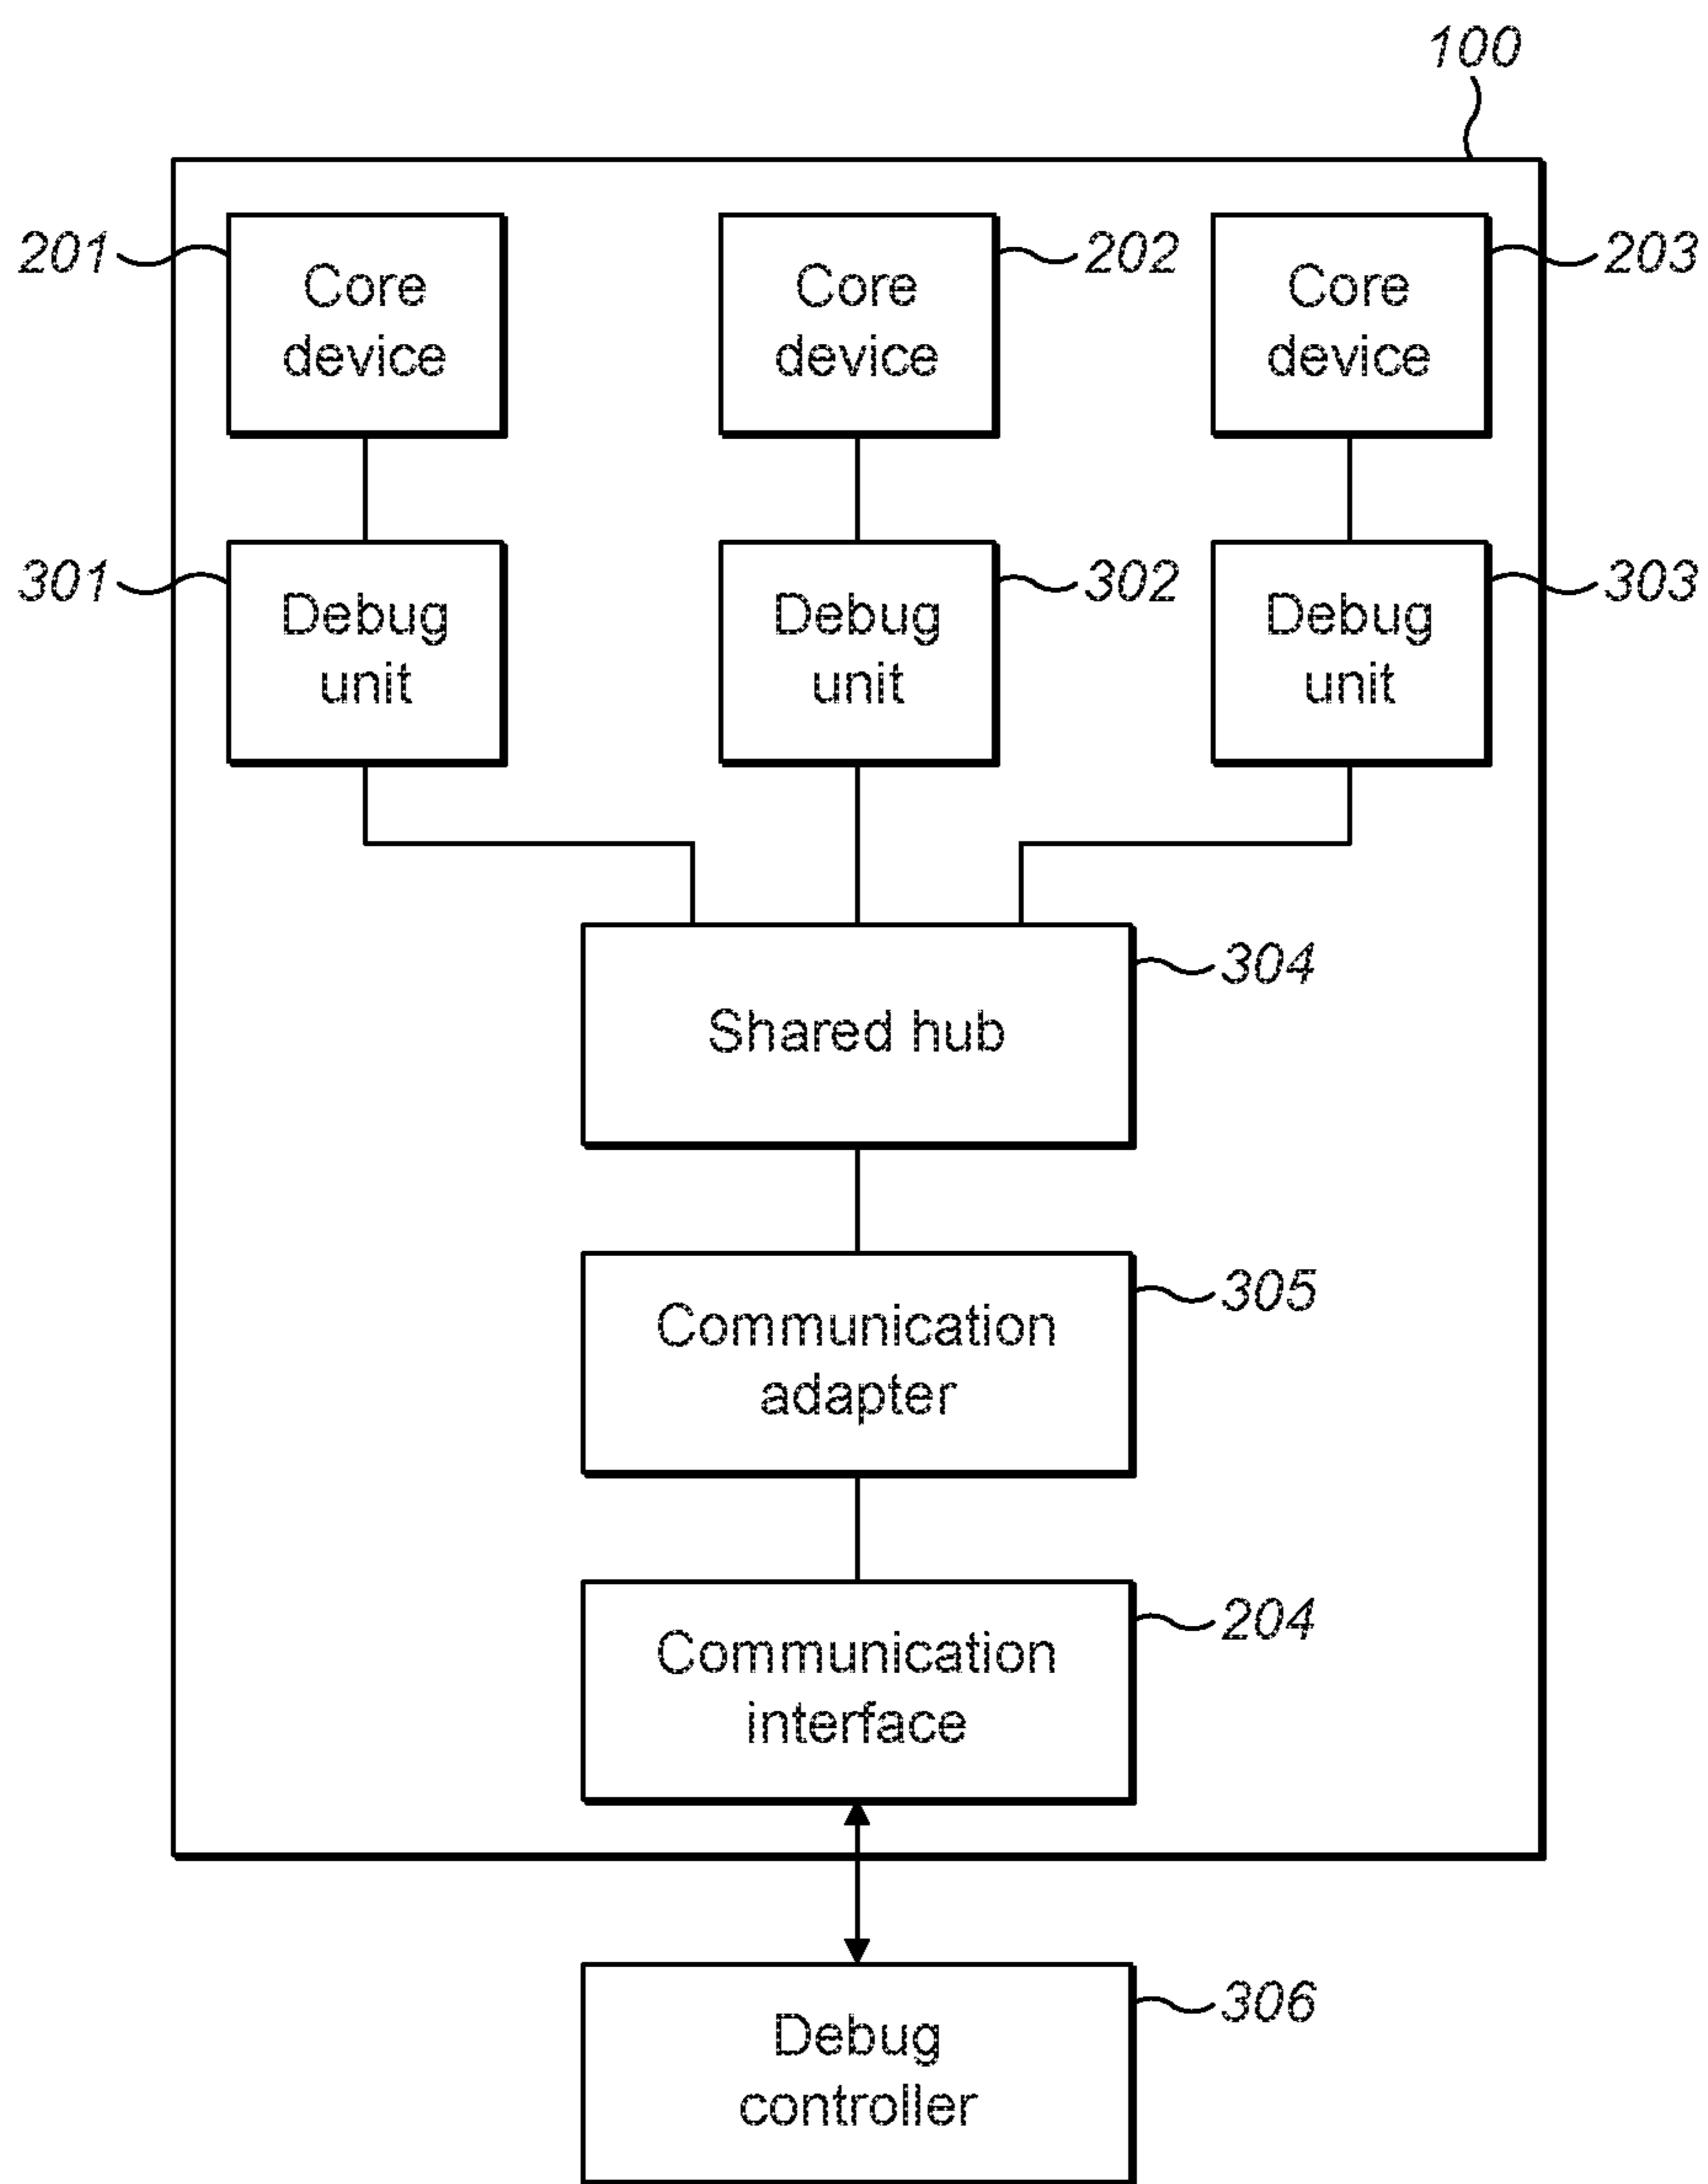 100
201
Core
device
Core
device
202
Core
device
203
301
Debug
unit
Debug
unit
302
Debug
unit
303
Shared hub
304
Communication
adapter
305
Communication
interface
204
Debug
controller
306